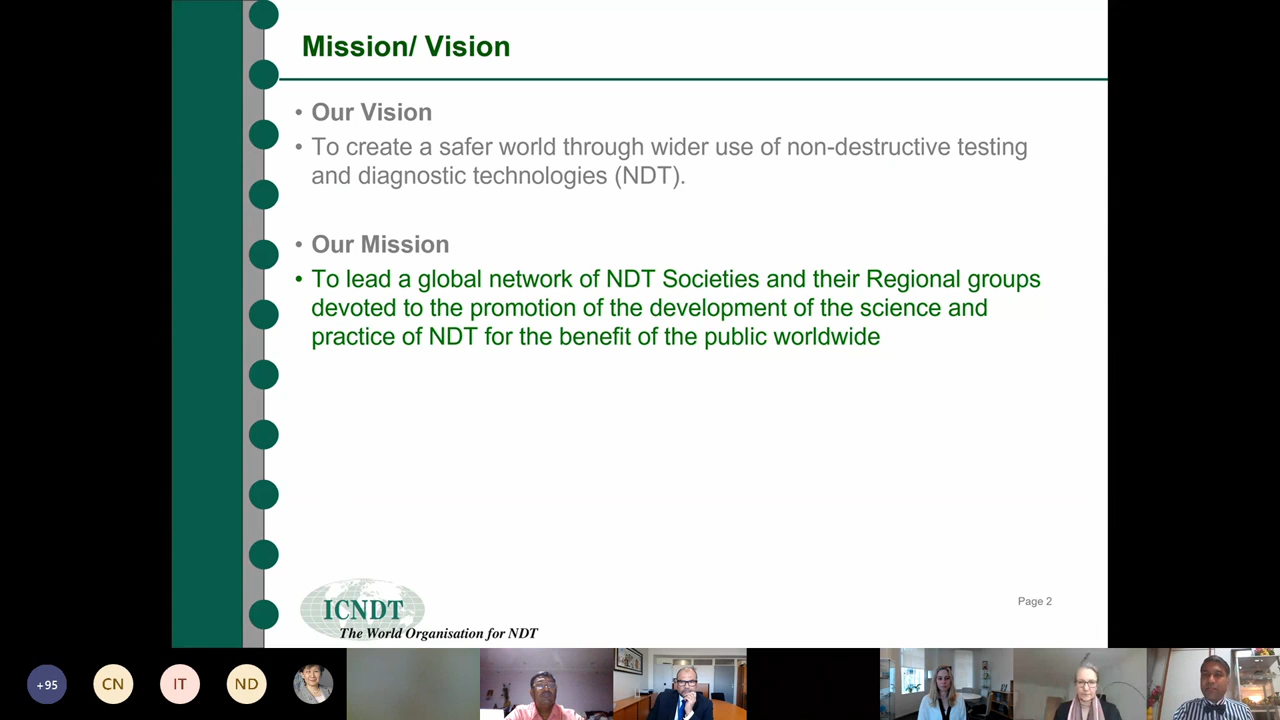 Mission/ Vision
• Our Vision
• To create a safer world through wider use of non-destructive testing
and diagnostic technologies (NDT).
• Our Mission
• To lead a global network of NDT Societies and their Regional groups
devoted to the promotion of the development of the science and
practice of NDT for the benefit of the public worldwide
Page 2
ICNDT
The World Organisation for NDT
+95
CN
IT
ND